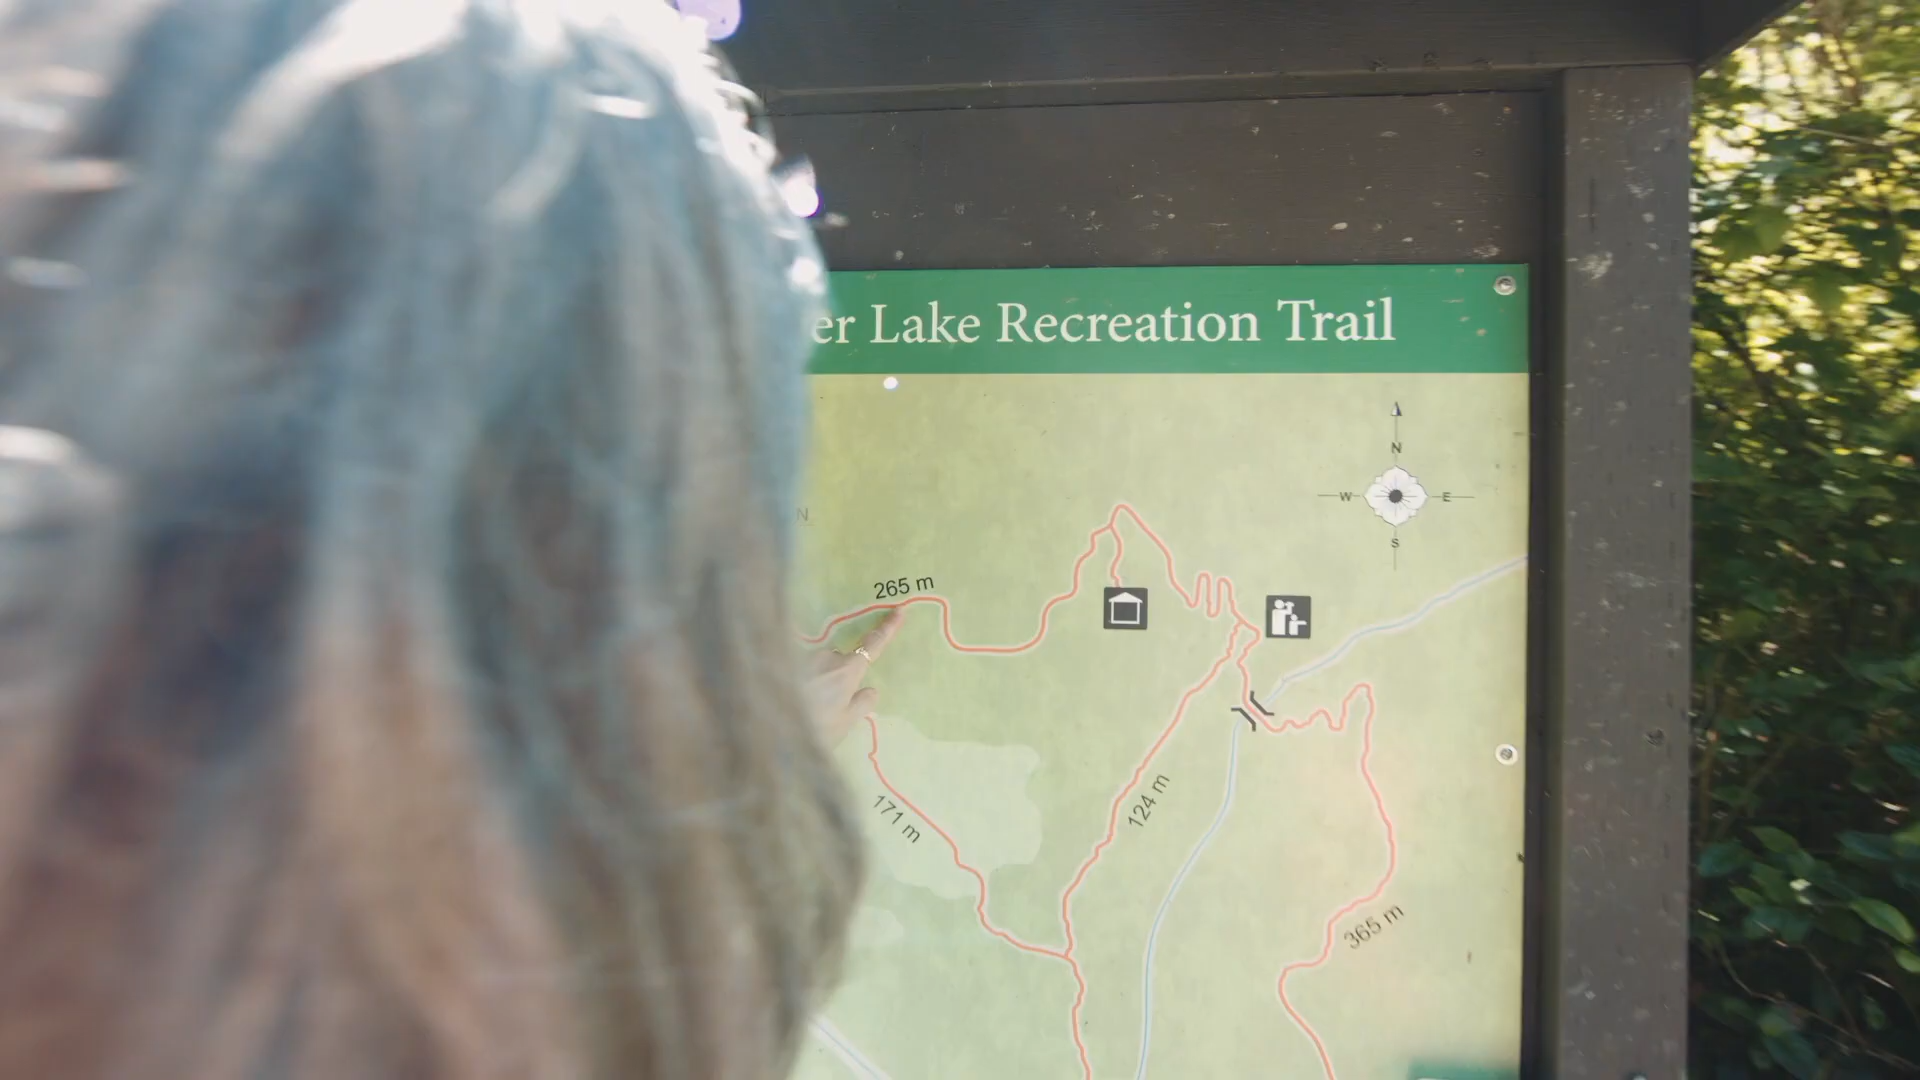 er Lake Recreation Trail
N
W E
S
N
265 m
124 m
171 m
365 m